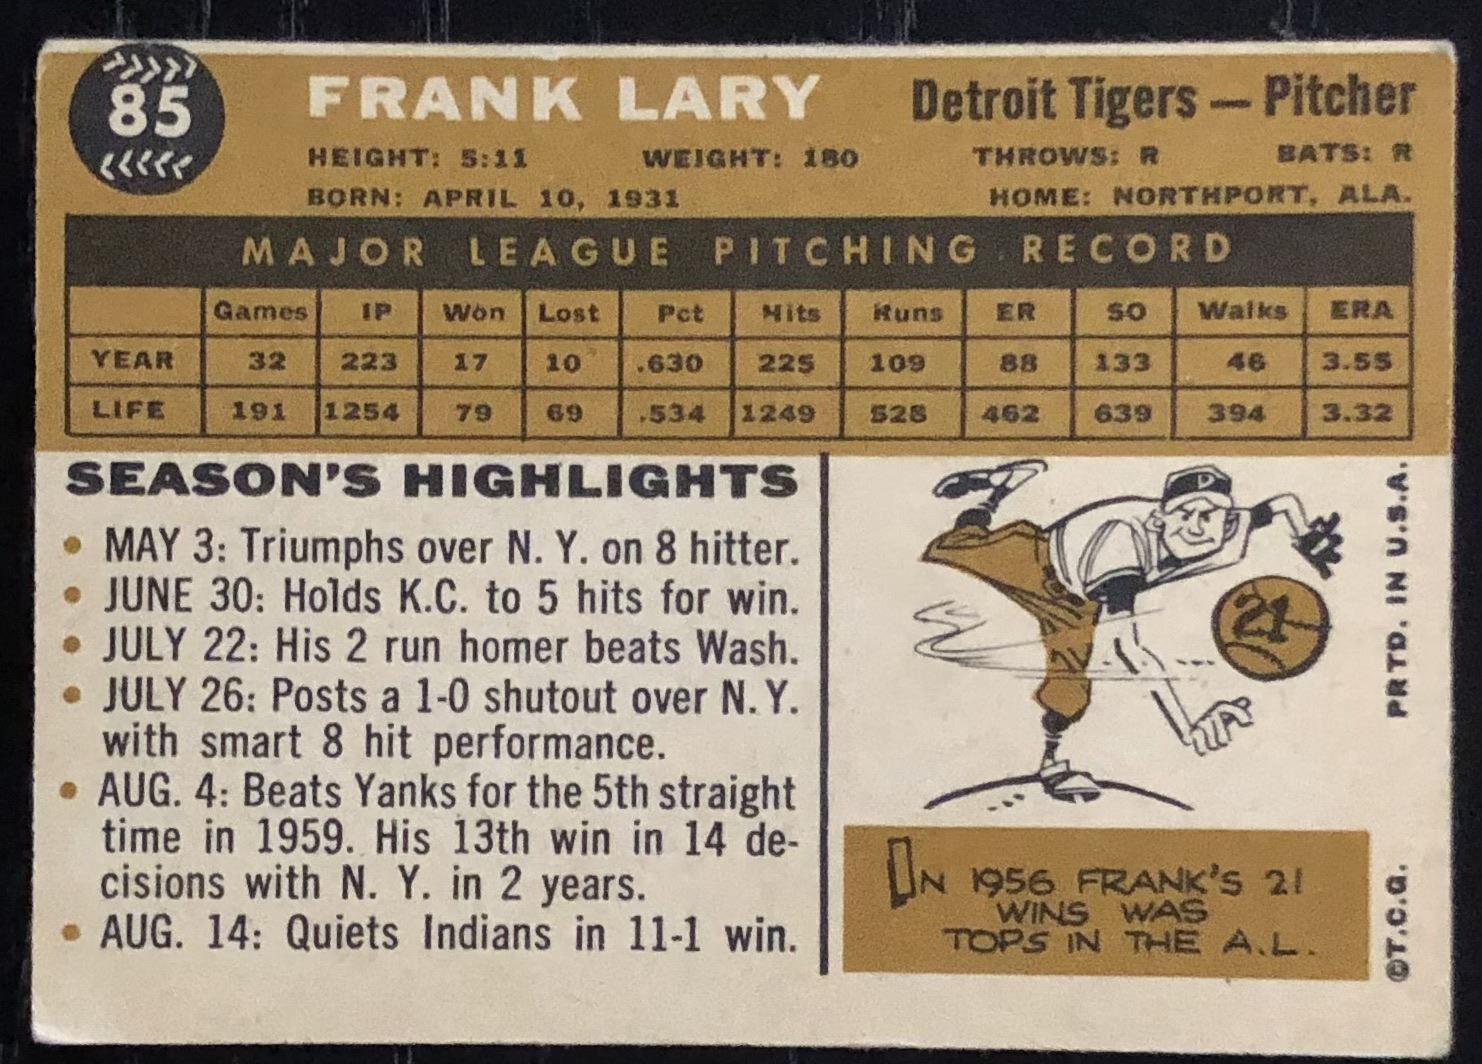 85
FRANK LARY
Detroit Tigers — Pitcher
HEIGHT: 5:11 WEIGHT: 180 THROWS: R BATS: R
BORN: APRIL 10, 1931 HOME: NORTHPORT, ALA.
MAJOR LEAGUE PITCHING RECORD
Games IP Won Lost Pct Hits Runs ER SO Walks ERA
YEAR 32 223 17 10 .630 225 109 88 133 46 3.55
LIFE 191 1254 79 69 .534 1249 528 462 639 394 3.32
SEASON'S HIGHLIGHTS
• MAY 3: Triumphs over N. Y. on 8 hitter.
• JUNE 30: Holds K.C. to 5 hits for win.
• JULY 22: His 2 run homer beats Wash.
• JULY 26: Posts a 1-0 shutout over N. Y.
with smart 8 hit performance.
• AUG. 4: Beats Yanks for the 5th straight
time in 1959. His 13th win in 14 de-
cisions with N. Y. in 2 years.
• AUG. 14: Quiets Indians in 11-1 win.
D
21
IN 1956 FRANK'S 21
WINS WAS
TOPS IN THE A.L.
PRTD. IN U.S.A.
©T.C.G.